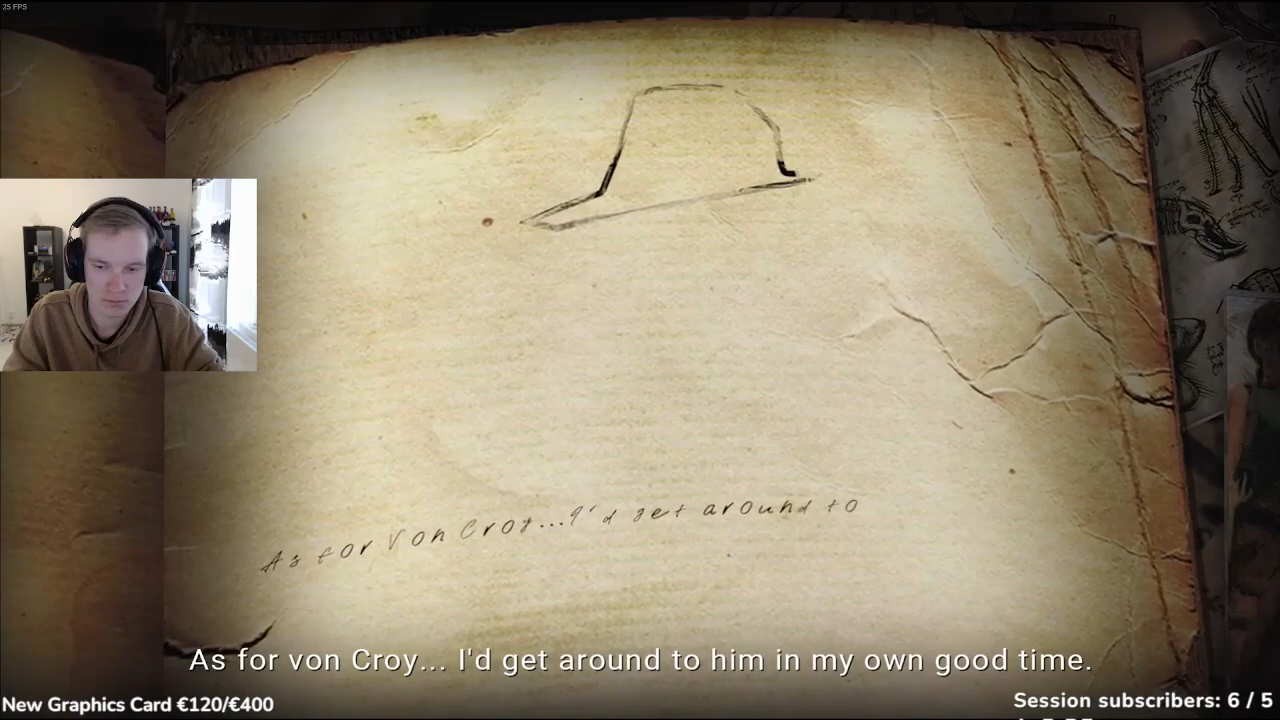 25 FPS
As for Von Croy...I'd get around to
As for von Croy... I'd get around to him in my own good time.
New Graphics Card €120/€400
Session subscribers: 6 / 5